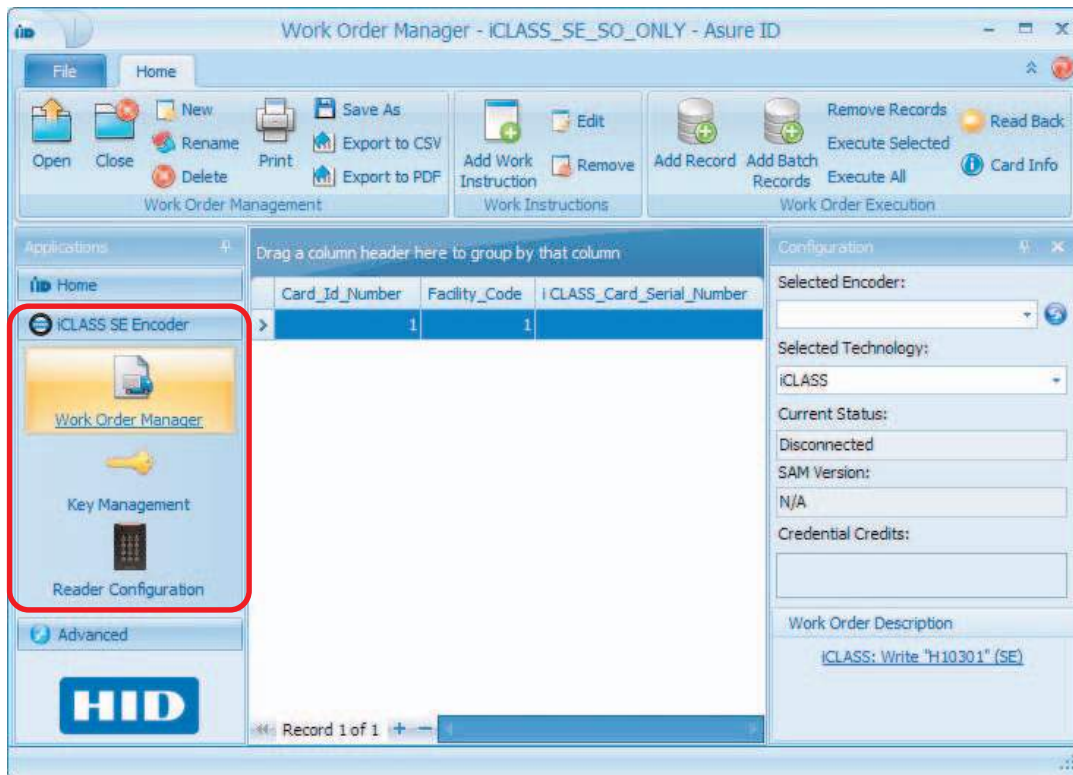 Work Order Manager - iCLASS_SE_SO_ONLY - Asure ID
File
Home
Open
Close
New
Rename
Delete
Print
Save As
Export to CSV
Export to PDF
Work Order Management
Add Work
Instruction
Edit
Remove
Work Instructions
Add Record
Add Batch
Records
Remove Records
Execute Selected
Execute All
Read Back
Card Info
Work Order Execution
Applications
Home
iCLASS SE Encoder
Work Order Manager
Key Management
Reader Configuration
Advanced
HID
Drag a column header here to group by that column
Card_Id_Number Facility_Code iCLASS_Card_Serial_Number
1 1
Record 1 of 1
Configuration
Selected Encoder:
Selected Technology:
iCLASS
Current Status:
Disconnected
SAM Version:
N/A
Credential Credits:
Work Order Description
iCLASS: Write "H10301" (SE)